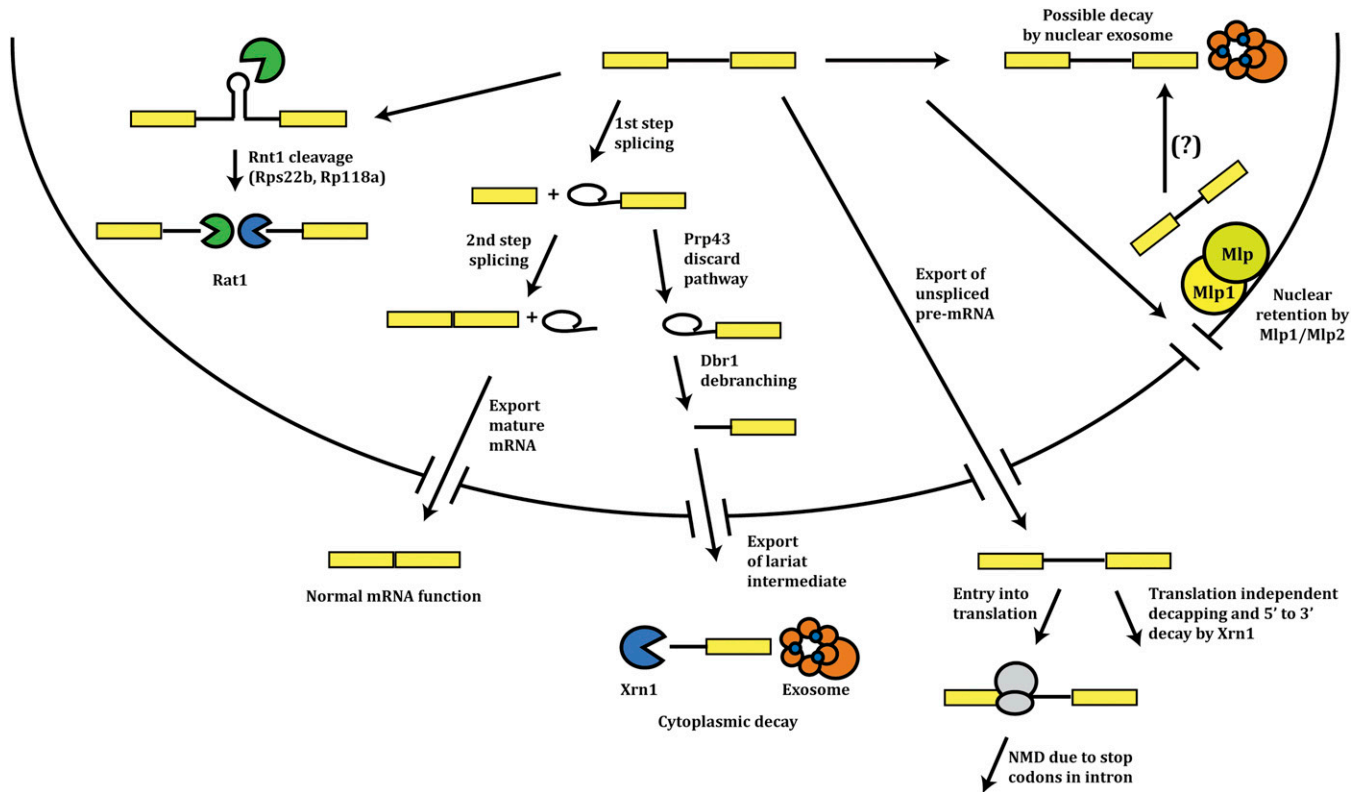 Possible decay
by nuclear exosome
1st step
splicing
Rnt1 cleavage
(Rps22b, Rp118a)
(?)
+
2nd step
splicing
Prp43
discard
pathway
Rat1
Export of
unspliced
pre-mRNA
Mlp
Mlp1
Nuclear
retention by
Mlp1/Mlp2
+
Dbr1
debranching
Export
mature
mRNA
Export
of lariat
intermediate
Normal mRNA function
Entry into
translation
Translation independent
decapping and 5’ to 3’
decay by Xrn1
Xrn1
Exosome
Cytoplasmic decay
NMD due to stop
codons in intron